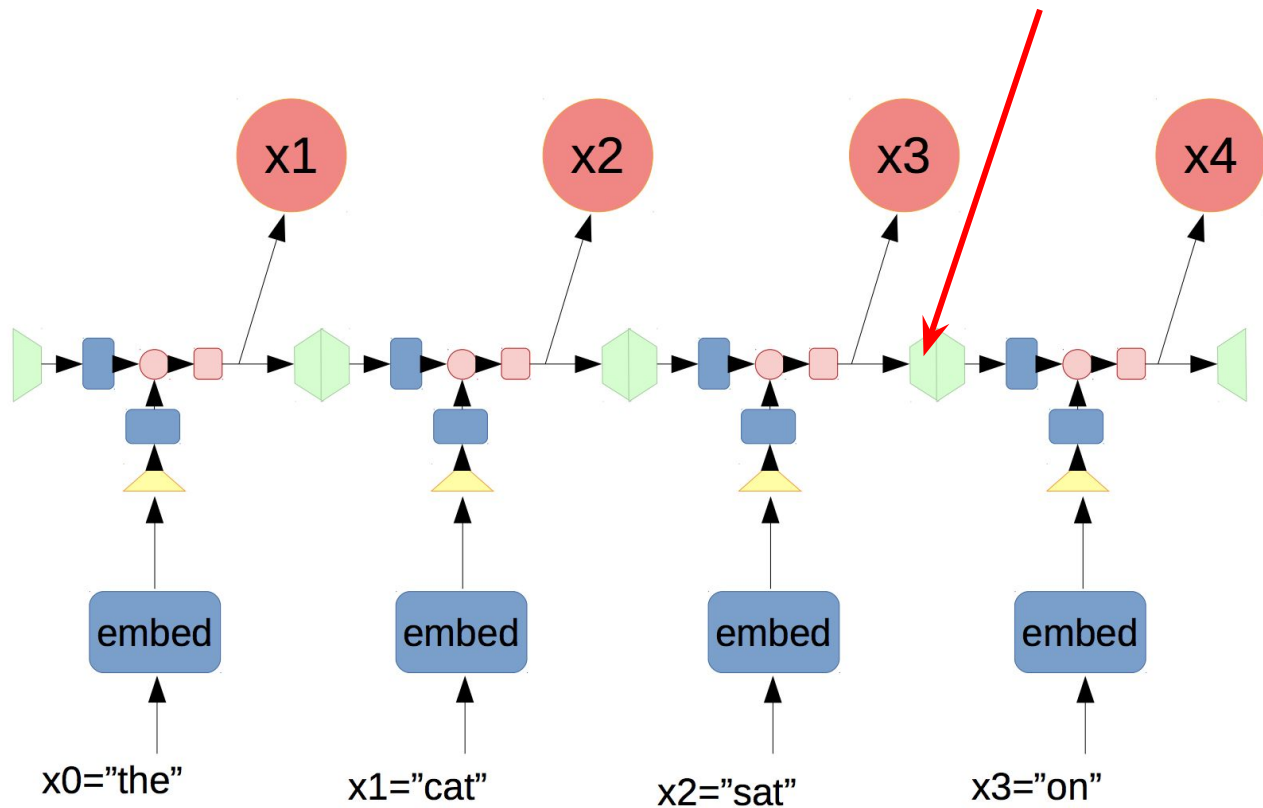 x1 x2 x3 x4
embed embed embed embed
x0=”the” x1=”cat” x2=”sat” x3=”on”